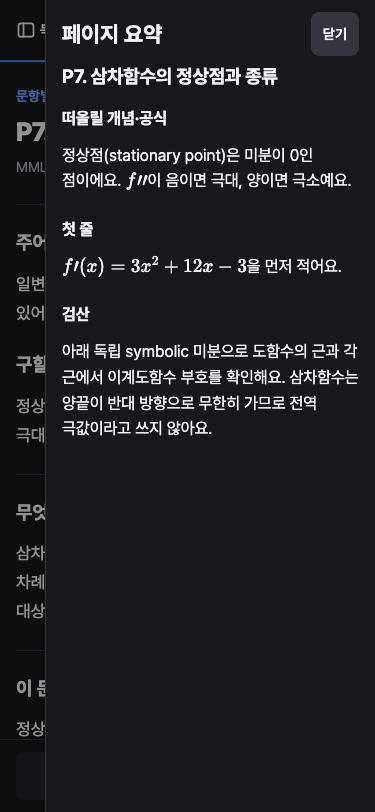 페이지 요약
닫기
P7. 삼차함수의 정상점과 종류
떠올릴 개념·공식
정상점(stationary point)은 미분이 0인
점이에요. f′′이 음이면 극대, 양이면 극소예요.
첫 줄
f′(x) = 3x² + 12x − 3을 먼저 적어요.
검산
아래 독립 symbolic 미분으로 도함수의 근과 각
근에서 이계도함수 부호를 확인해요. 삼차함수는
양끝이 반대 방향으로 무한히 가므로 전역
극값이라고 쓰지 않아요.
P7.
MML
주어
일변
있어
구할
정상
극대
무엇
삼차
차례
대상
정상